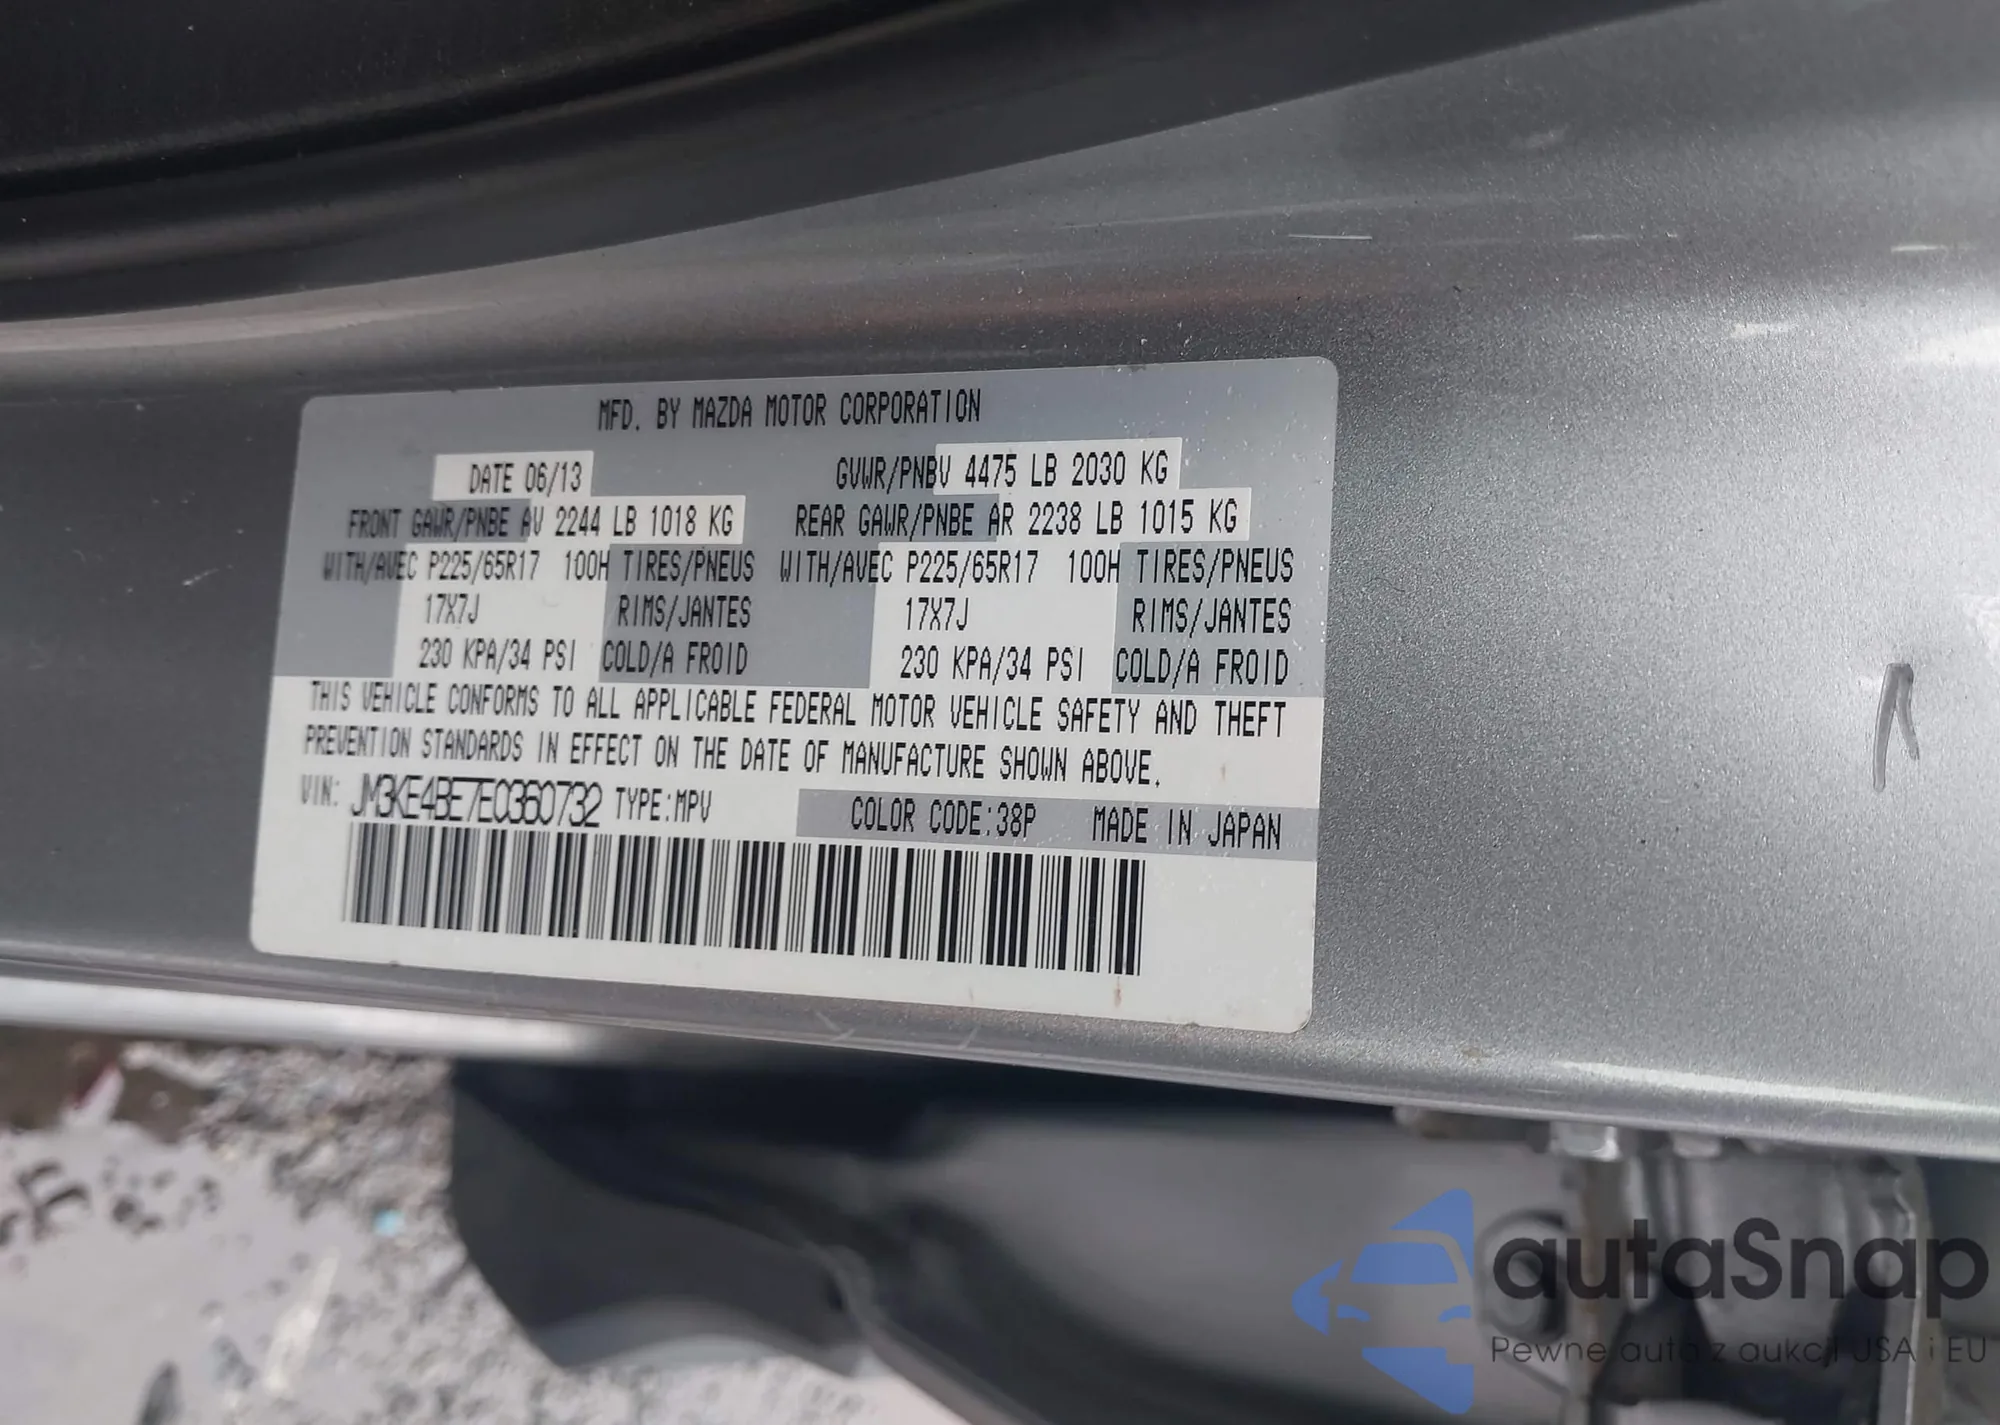 MFD. BY MAZDA MOTOR CORPORATION
DATE 06/13 GVWR/PNBV 4475 LB 2030 KG
FRONT GAWR/PNBE AV 2244 LB 1018 KG REAR GAWR/PNBE AR 2238 LB 1015 KG
WITH/AVEC P225/65R17 100H TIRES/PNEUS WITH/AVEC P225/65R17 100H TIRES/PNEUS
17X7J RIMS/JANTES 17X7J RIMS/JANTES
230 KPA/34 PSI COLD/A FROID 230 KPA/34 PSI COLD/A FROID
THIS VEHICLE CONFORMS TO ALL APPLICABLE FEDERAL MOTOR VEHICLE SAFETY AND THEFT
PREVENTION STANDARDS IN EFFECT ON THE DATE OF MANUFACTURE SHOWN ABOVE.
VIN: JM3KE4BE7E0360732 TYPE:MPV COLOR CODE:38P MADE IN JAPAN
autaSnap
Pewne auta z aukcji USA i EU